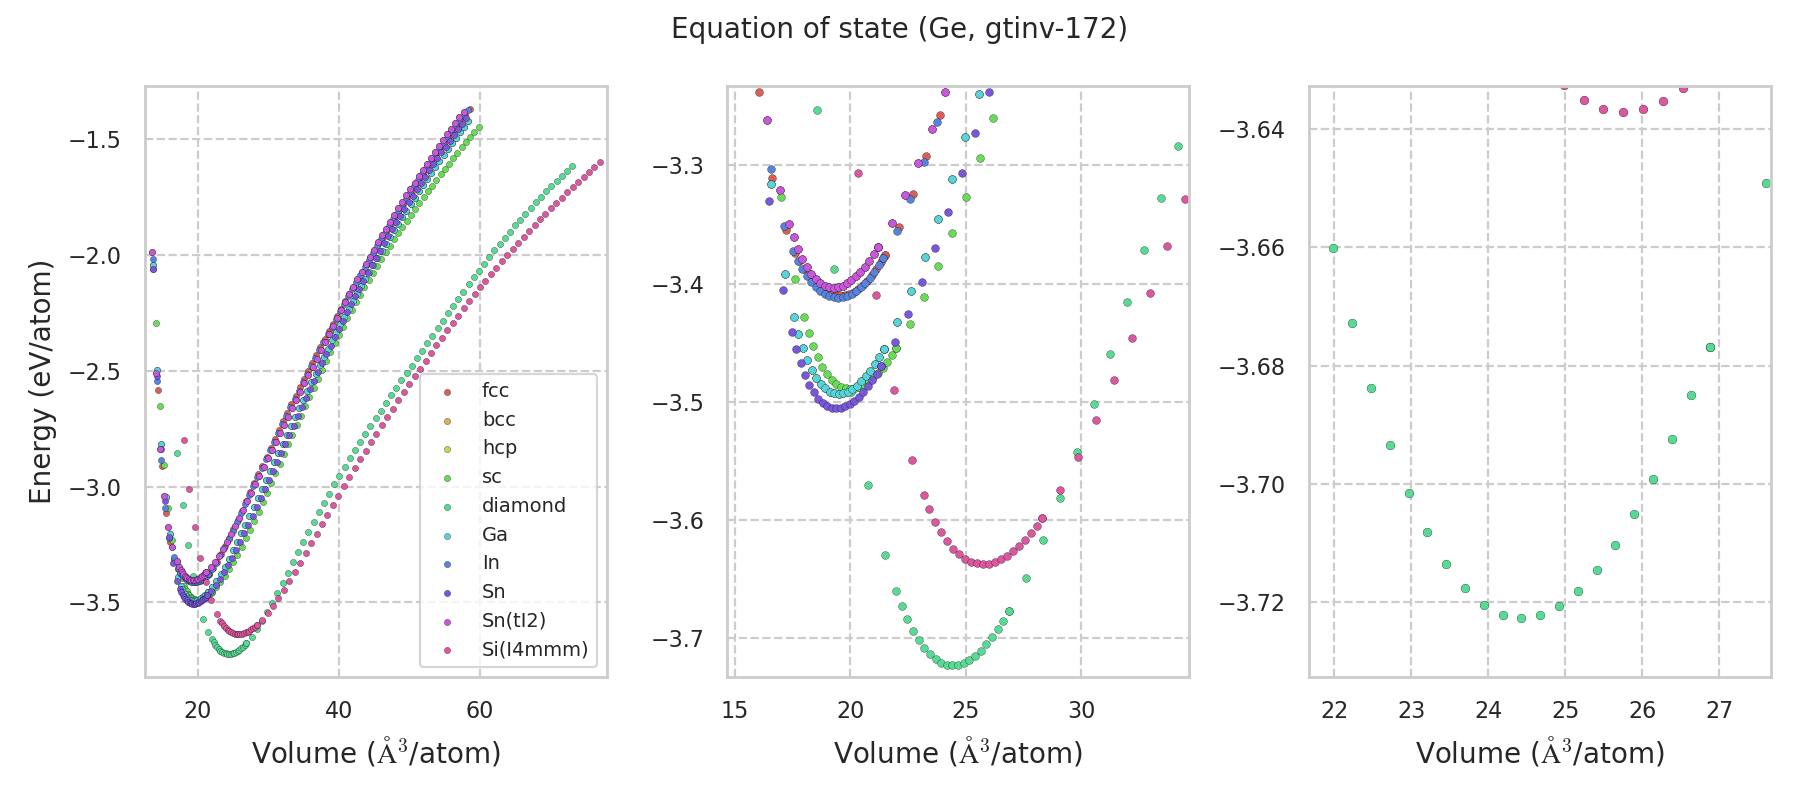 Equation of state (Ge, gtinv-172)
Energy (eV/atom)
−1.5
−2.0
−2.5
−3.0
−3.5
20 40 60
Volume (Å³/atom)
fcc
bcc
hcp
sc
diamond
Ga
In
Sn
Sn(tI2)
Si(I4mmm)
−3.3
−3.4
−3.5
−3.6
−3.7
15 20 25 30
Volume (Å³/atom)
−3.64
−3.66
−3.68
−3.70
−3.72
22 23 24 25 26 27
Volume (Å³/atom)